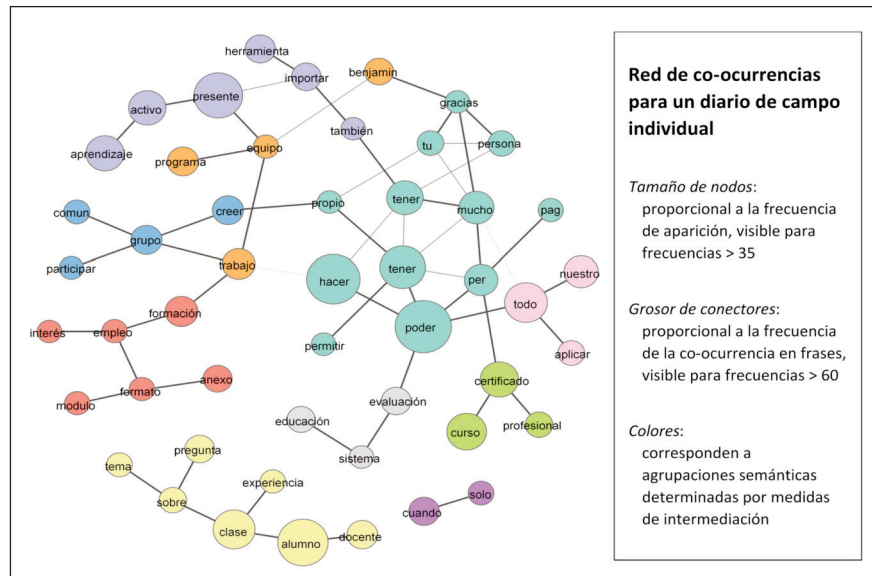 herramienta
importar
benjamin
presente
gracias
activo
también
tu
persona
aprendizaje
equipo
programa
propio
tener
mucho
pag
comun
creer
grupo
participar
trabajo
hacer
tener
per
nuestro
todo
formación
poder
interés
empleo
permitir
aplicar
formato
anexo
modulo
certificado
evaluación
educación
curso
profesional
sistema
pregunta
tema
experiencia
sobre
solo
cuando
clase
alumno
docente
Red de co-ocurrencias
para un diario de campo
individual
Tamaño de nodos:
proporcional a la frecuencia
de aparición, visible para
frecuencias > 35
Grosor de conectores:
proporcional a la frecuencia
de la co-ocurrencia en frases,
visible para frecuencias > 60
Colores:
corresponden a
agrupaciones semánticas
determinadas por medidas
de intermediación